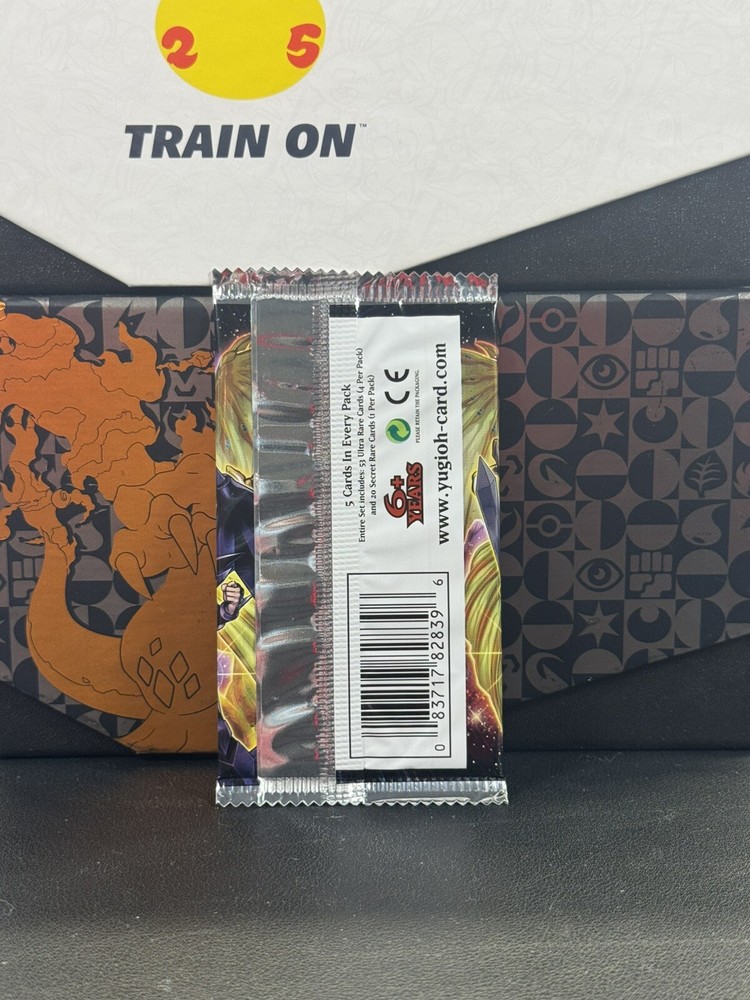 2 5
TRAIN ON™
5 Cards In Every Pack
Entire Set includes: 53 Ultra Rare Cards (4 Per Pack)
and 20 Secret Rare Cards (1 Per Pack)
6+
YEARS
CE
PLEASE RETAIN THE PACKAGING.
www.yugioh-card.com
0 83717 82839 6